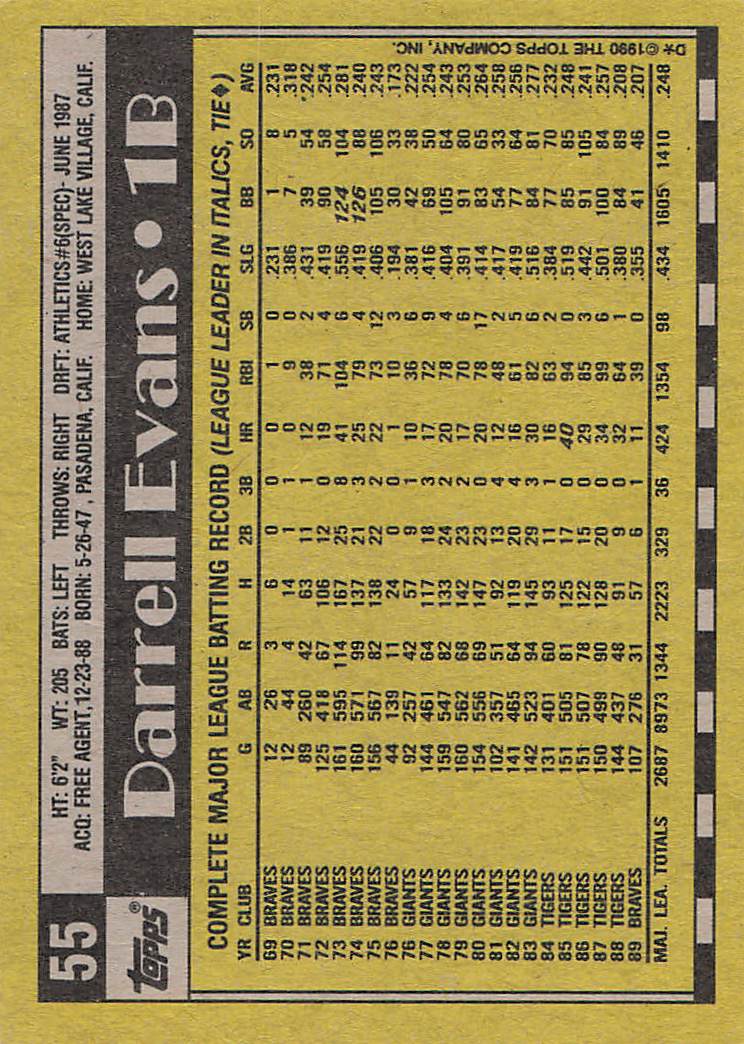 55
HT: 6'2" WT: 205 BATS: LEFT THROWS: RIGHT DRFT: ATHLETICS#6(SPEC)- JUNE 1987
ACQ: FREE AGENT,12-23-88 BORN: 5-26-47 , PASADENA, CALIF. HOME: WEST LAKE VILLAGE, CALIF.
topps® Darrell Evans • 1B
COMPLETE MAJOR LEAGUE BATTING RECORD (LEAGUE LEADER IN ITALICS, TIE◆)
YR CLUB G AB R H 2B 3B HR RBI SB SLG BB SO AVG
69 BRAVES 12 26 3 6 0 0 0 1 0 .231 1 8 .231
70 BRAVES 12 44 4 14 1 1 0 9 0 .386 7 5 .318
71 BRAVES 89 260 42 63 11 1 12 38 2 .431 39 54 .242
72 BRAVES 125 418 67 106 12 0 19 71 4 .419 90 58 .254
73 BRAVES 161 595 114 167 25 8 41 104 6 .556 124 104 .281
74 BRAVES 160 571 99 137 21 3 25 79 4 .419 126 88 .240
75 BRAVES 156 567 82 138 22 2 22 73 12 .406 105 106 .243
76 BRAVES 44 139 11 24 0 0 1 10 3 .194 30 33 .173
76 GIANTS 92 257 42 57 9 1 10 36 6 .381 42 38 .222
77 GIANTS 144 461 64 117 18 3 17 72 9 .416 69 50 .254
78 GIANTS 159 547 82 133 24 2 20 78 4 .404 105 64 .243
79 GIANTS 160 562 68 142 23 2 17 70 6 .391 91 80 .253
80 GIANTS 154 556 69 147 23 0 20 78 17 .414 83 65 .264
81 GIANTS 102 357 51 92 13 4 12 48 2 .417 54 33 .258
82 GIANTS 141 465 64 119 20 4 16 61 5 .419 77 64 .256
83 GIANTS 142 523 94 145 29 3 30 82 6 .516 84 81 .277
84 TIGERS 131 401 60 93 11 1 16 63 2 .384 77 70 .232
85 TIGERS 151 505 81 125 17 0 40 94 0 .519 85 85 .248
86 TIGERS 151 507 78 122 15 0 29 85 3 .442 91 105 .241
87 TIGERS 150 499 90 128 20 0 34 99 6 .501 100 84 .257
88 TIGERS 144 437 48 91 9 0 32 64 1 .380 84 89 .208
89 BRAVES 107 276 31 57 6 1 11 39 0 .355 41 46 .207
MAJ. LEA. TOTALS 2687 8973 1344 2223 329 36 424 1354 98 .434 1605 1410 .248
D✶©1990 THE TOPPS COMPANY, INC.